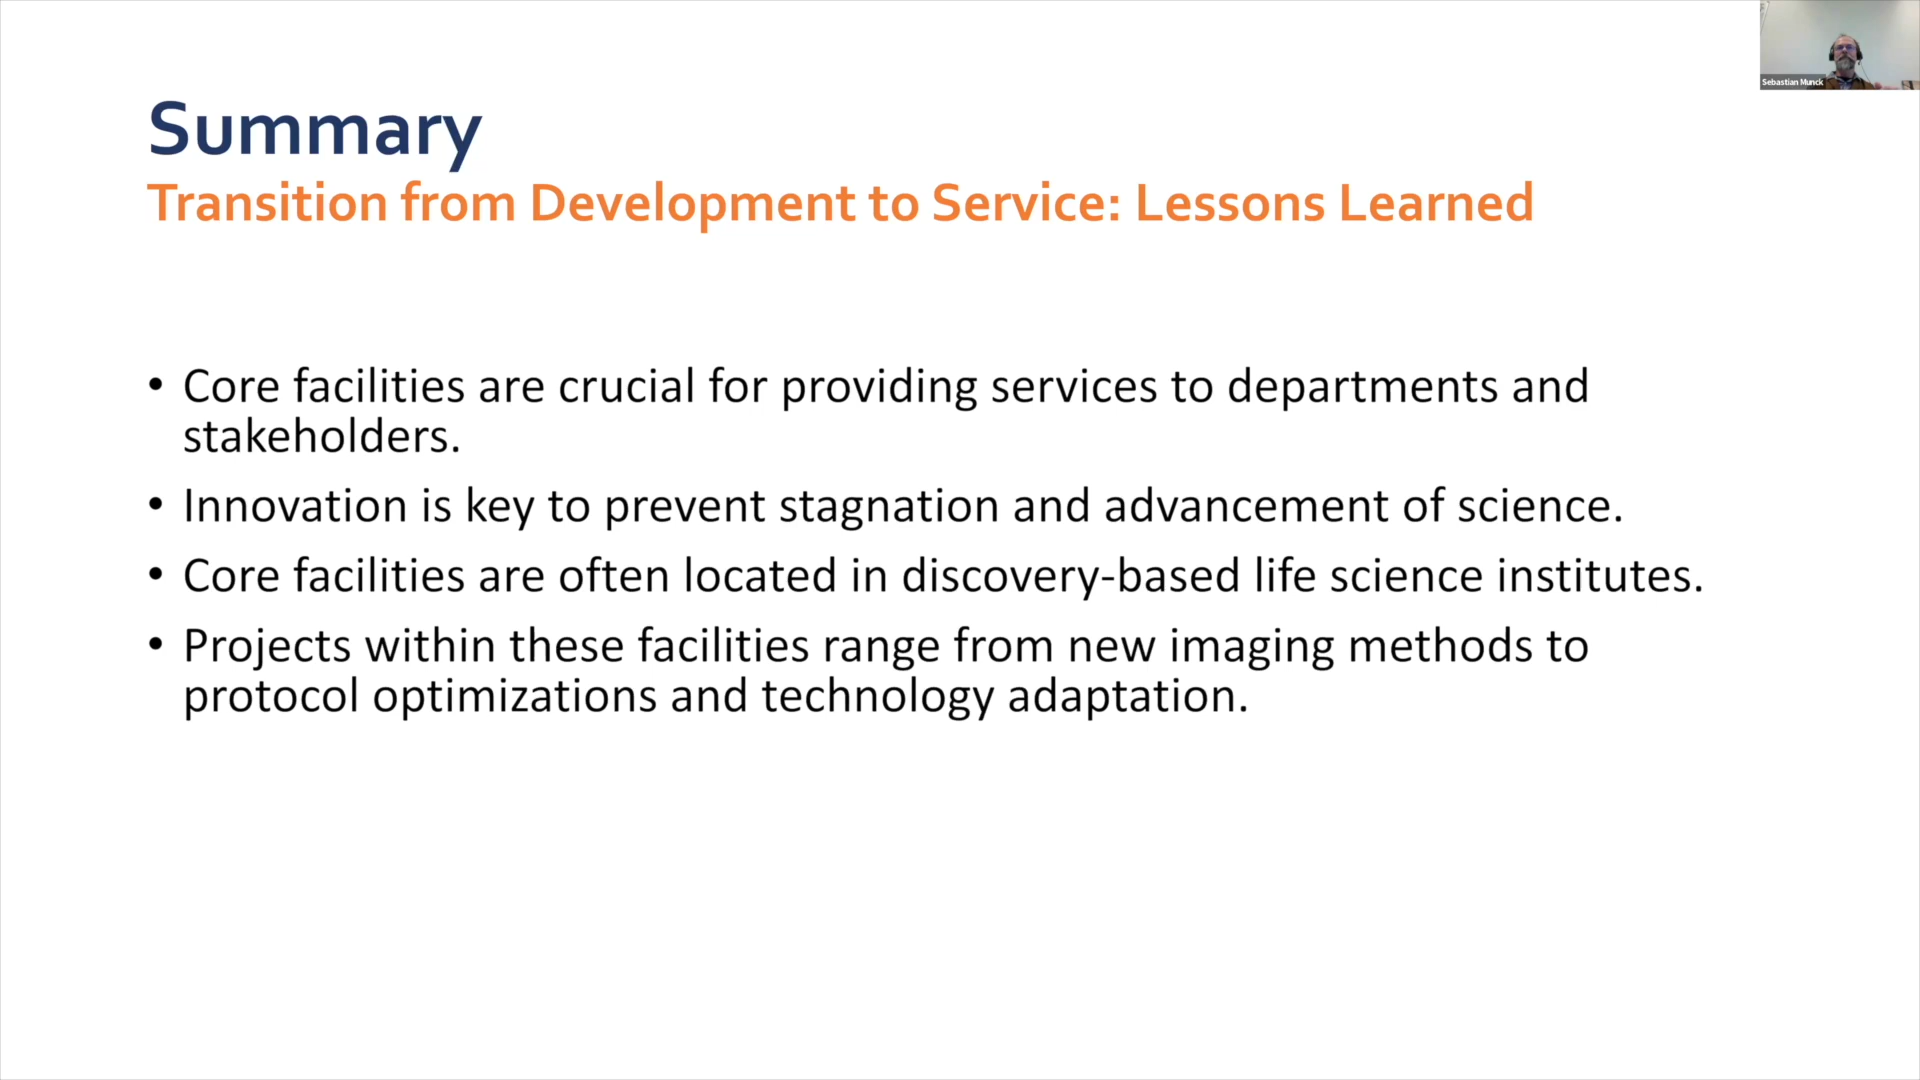 Sebastian Munck
Summary
Transition from Development to Service: Lessons Learned
• Core facilities are crucial for providing services to departments and
stakeholders.
• Innovation is key to prevent stagnation and advancement of science.
• Core facilities are often located in discovery-based life science institutes.
• Projects within these facilities range from new imaging methods to
protocol optimizations and technology adaptation.